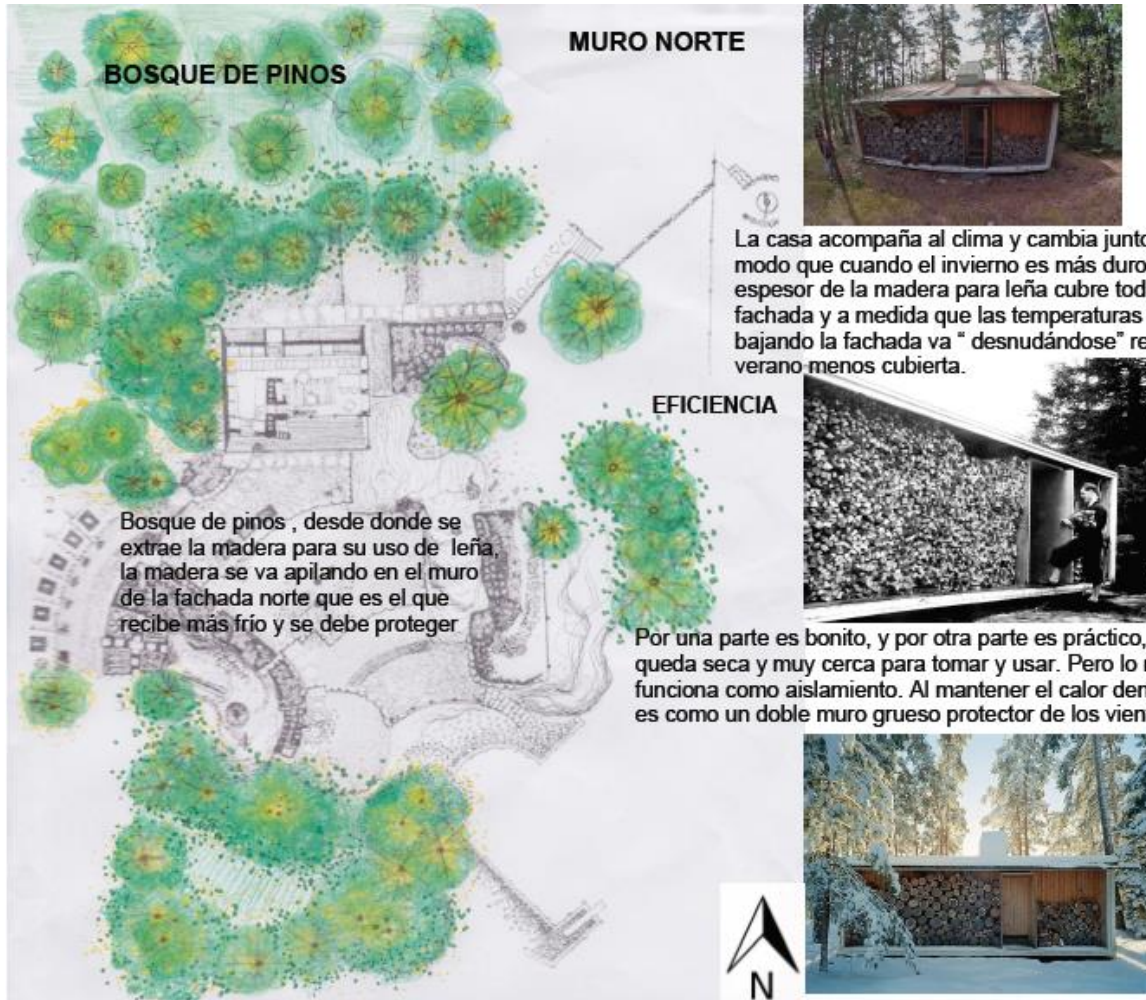 MURO NORTE
BOSQUE DE PINOS
La casa acompaña al clima y cambia junto
modo que cuando el invierno es más duro
espesor de la madera para leña cubre tod
fachada y a medida que las temperaturas
bajando la fachada va “ desnudándose” re
verano menos cubierta.
EFICIENCIA
Bosque de pinos , desde donde se
extrae la madera para su uso de leña,
la madera se va apilando en el muro
de la fachada norte que es el que
recibe más frío y se debe proteger
Por una parte es bonito, y por otra parte es práctico,
queda seca y muy cerca para tomar y usar. Pero lo
funciona como aislamiento. Al mantener el calor den
es como un doble muro grueso protector de los vien
N